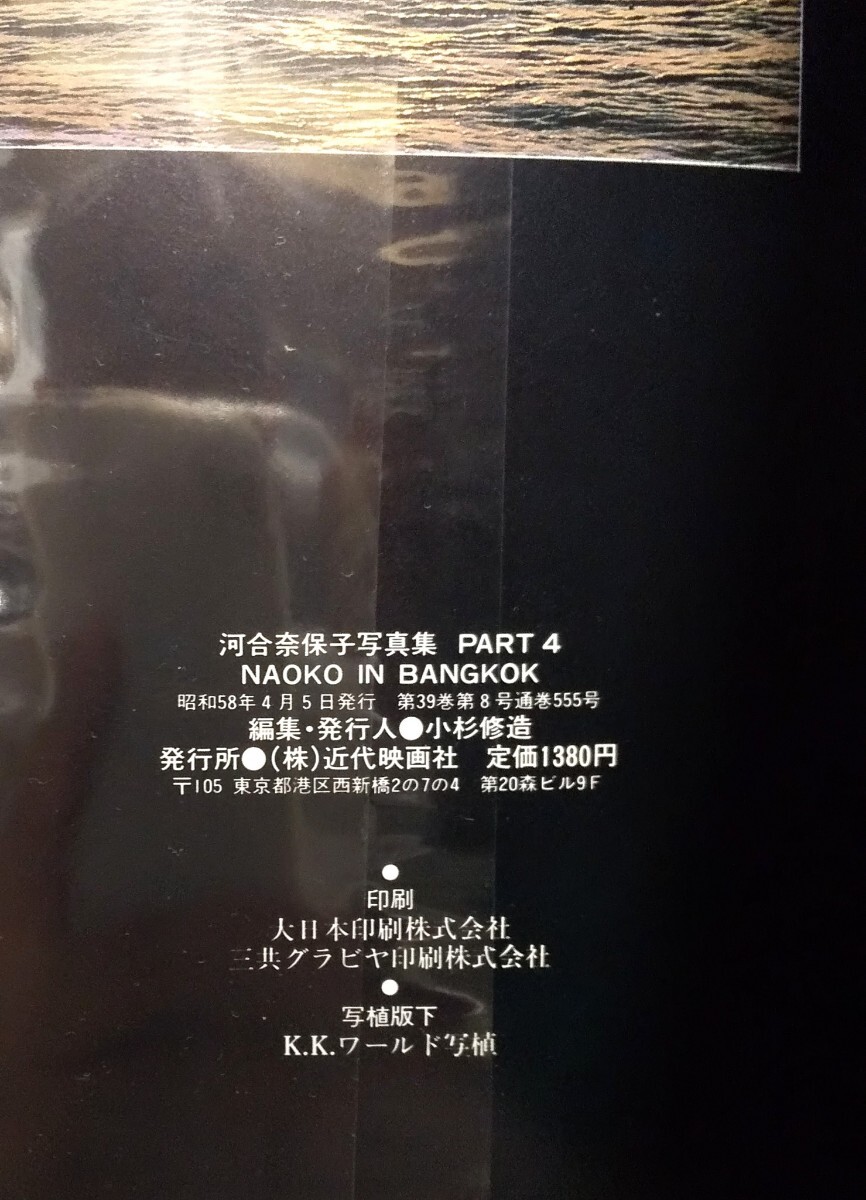 河合奈保子写真集 PART 4
NAOKO IN BANGKOK
昭和58年4月5日発行 第39巻第8号通巻555号
編集・発行人●小杉修造
発行所●(株)近代映画社 定価1380円
〒105 東京都港区西新橋2の7の4 第20森ビル9F
●
印刷
大日本印刷株式会社
三共グラビヤ印刷株式会社
●
写植版下
K.K.ワールド写植